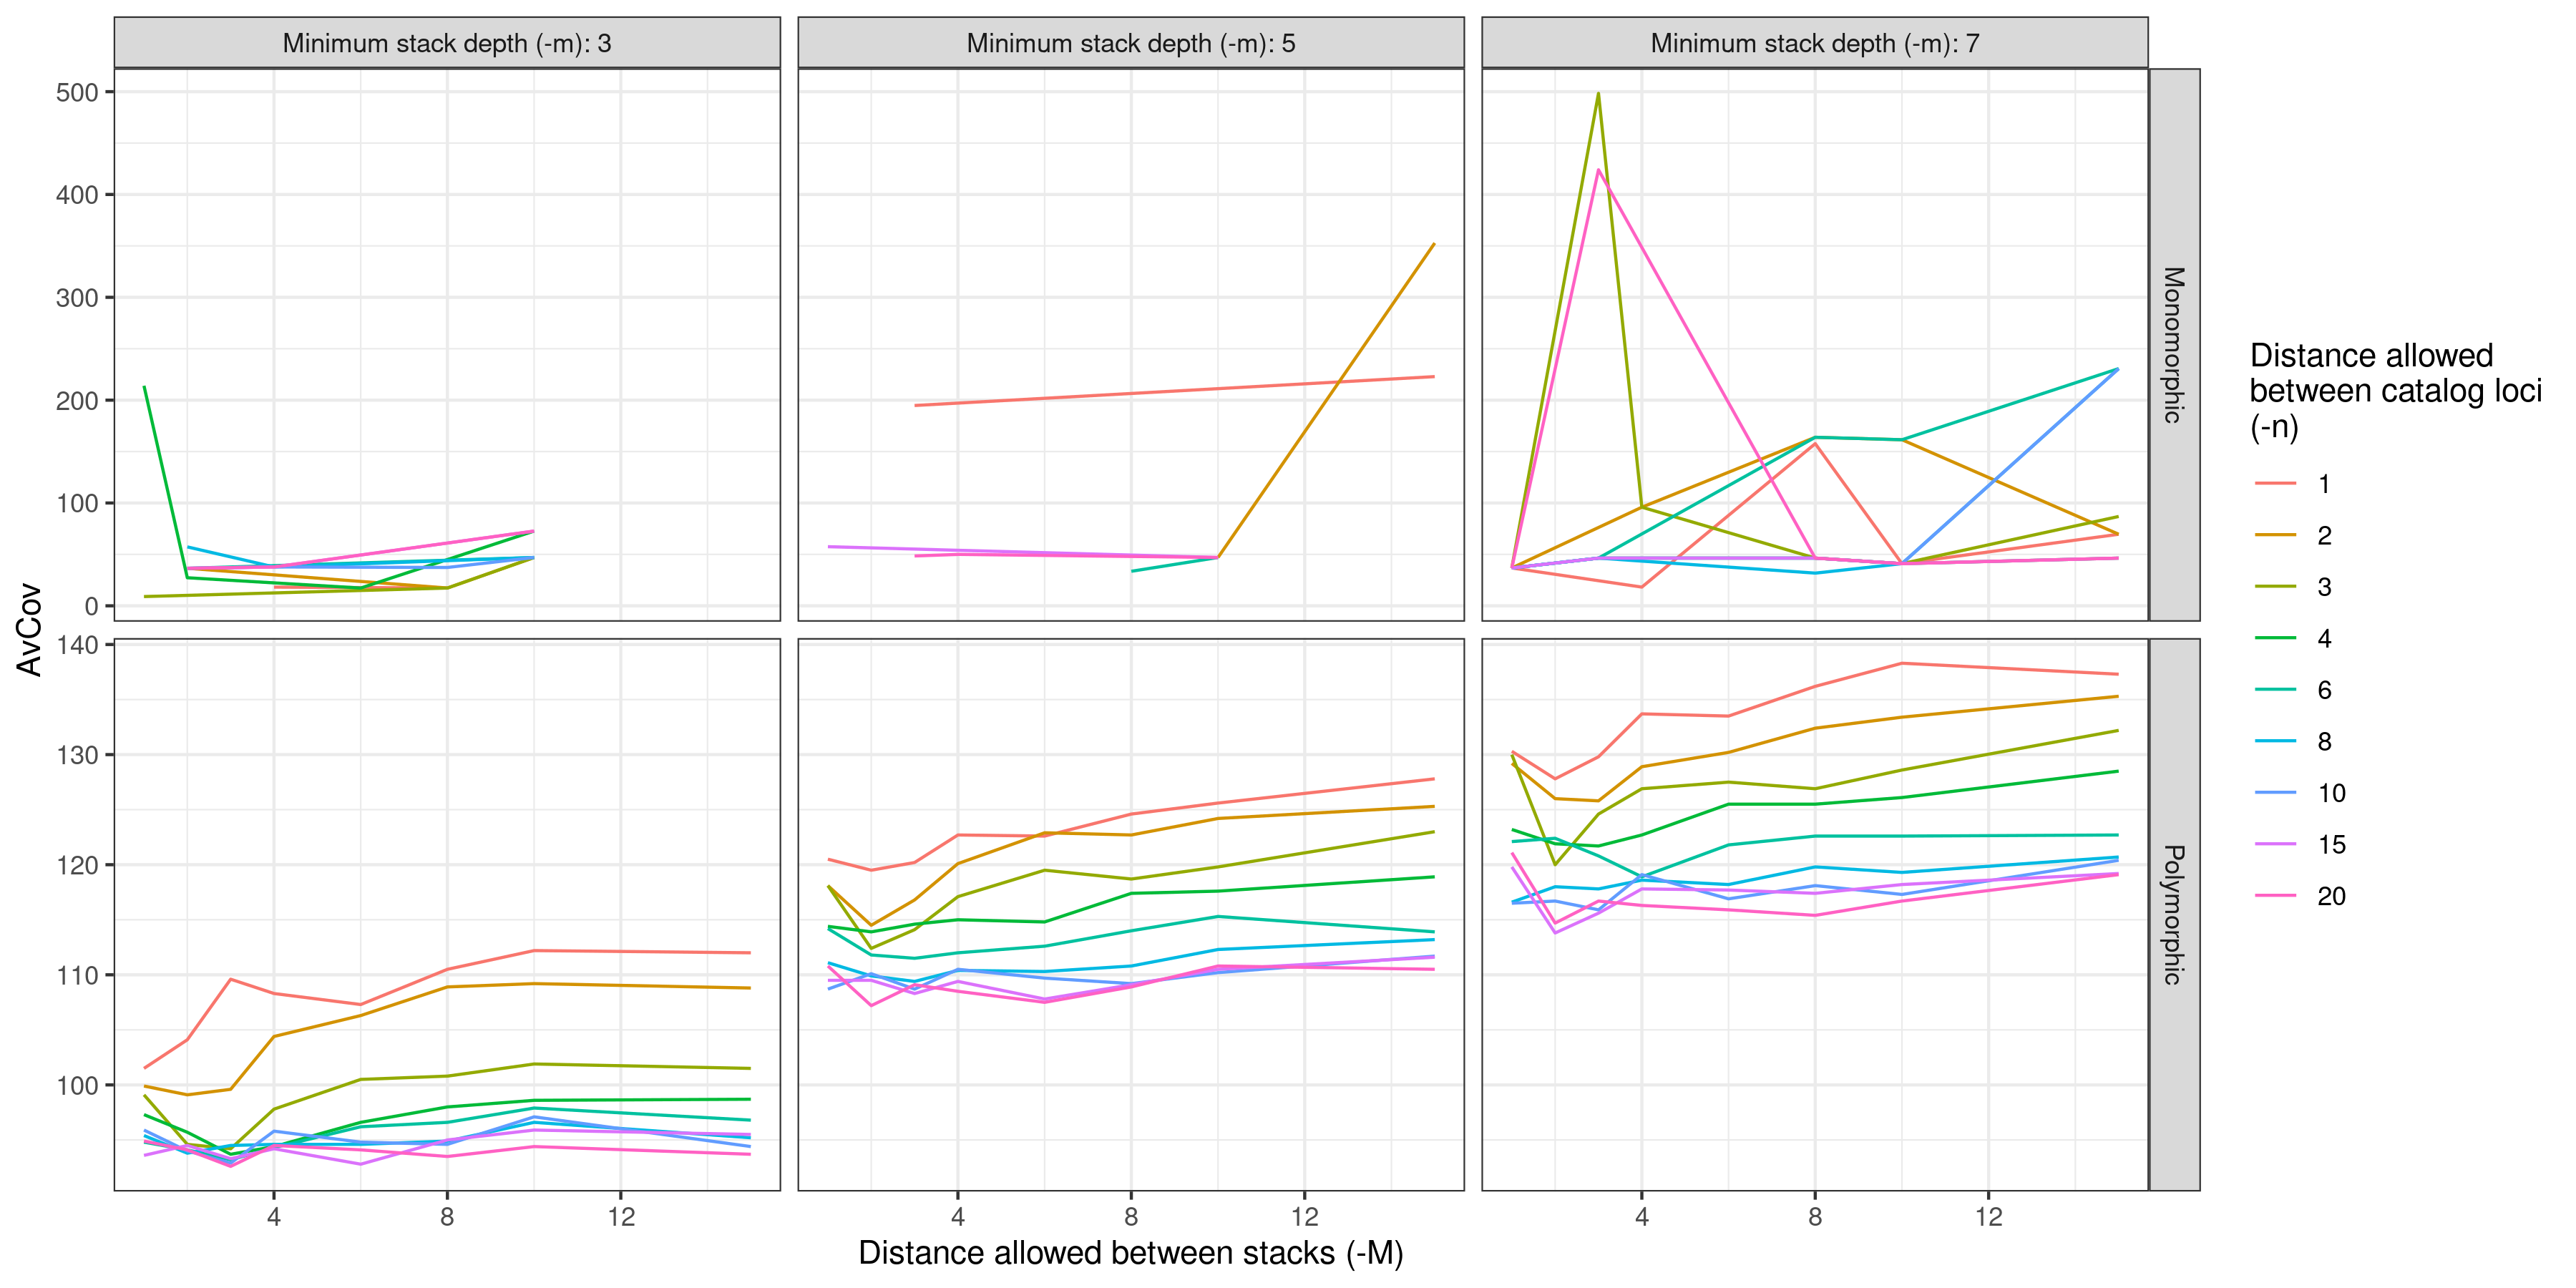 Minimum stack depth (-m): 3
Minimum stack depth (-m): 5
Minimum stack depth (-m): 7
500
400
300
200
100
0
Monomorphic
140
130
120
110
100
Polymorphic
AvCov
4
8
12
4
8
12
4
8
12
Distance allowed between stacks (-M)
Distance allowed
between catalog loci
(-n)
1
2
3
4
6
8
10
15
20